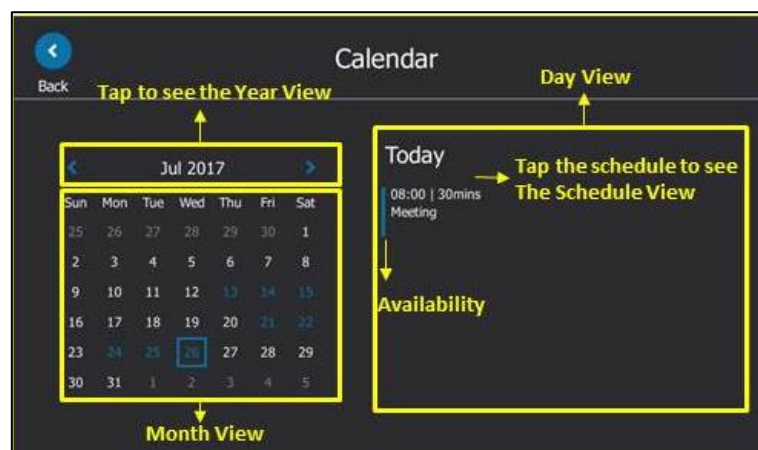 Calendar
Back
Tap to see the Year View
Day View
Jul 2017
Sun Mon Tue Wed Thu Fri Sat
25 26 27 28 29 30 1
2 3 4 5 6 7 8
9 10 11 12 13 14 15
16 17 18 19 20 21 22
23 24 25 26 27 28 29
30 31 1 2 3 4 5
Month View
Today
08:00 | 30mins
Meeting
Tap the schedule to see
The Schedule View
Availability